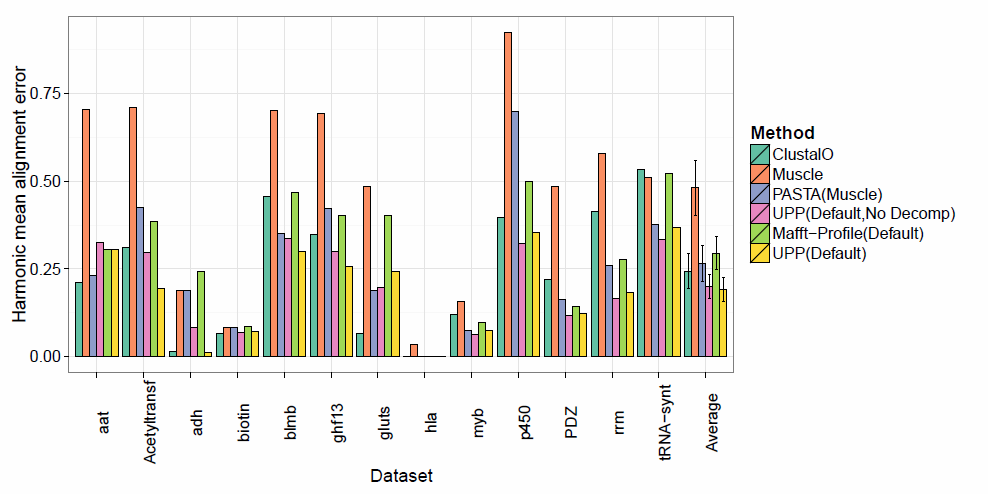 Harmonic mean alignment error
0.75
0.50
0.25
0.00
aat
Acetyltransf
adh
biotin
blmb
ghf13
gluts
hla
myb
p450
PDZ
rrm
tRNA−synt
Average
Dataset
Method
ClustalO
Muscle
PASTA(Muscle)
UPP(Default,No Decomp)
Mafft−Profile(Default)
UPP(Default)